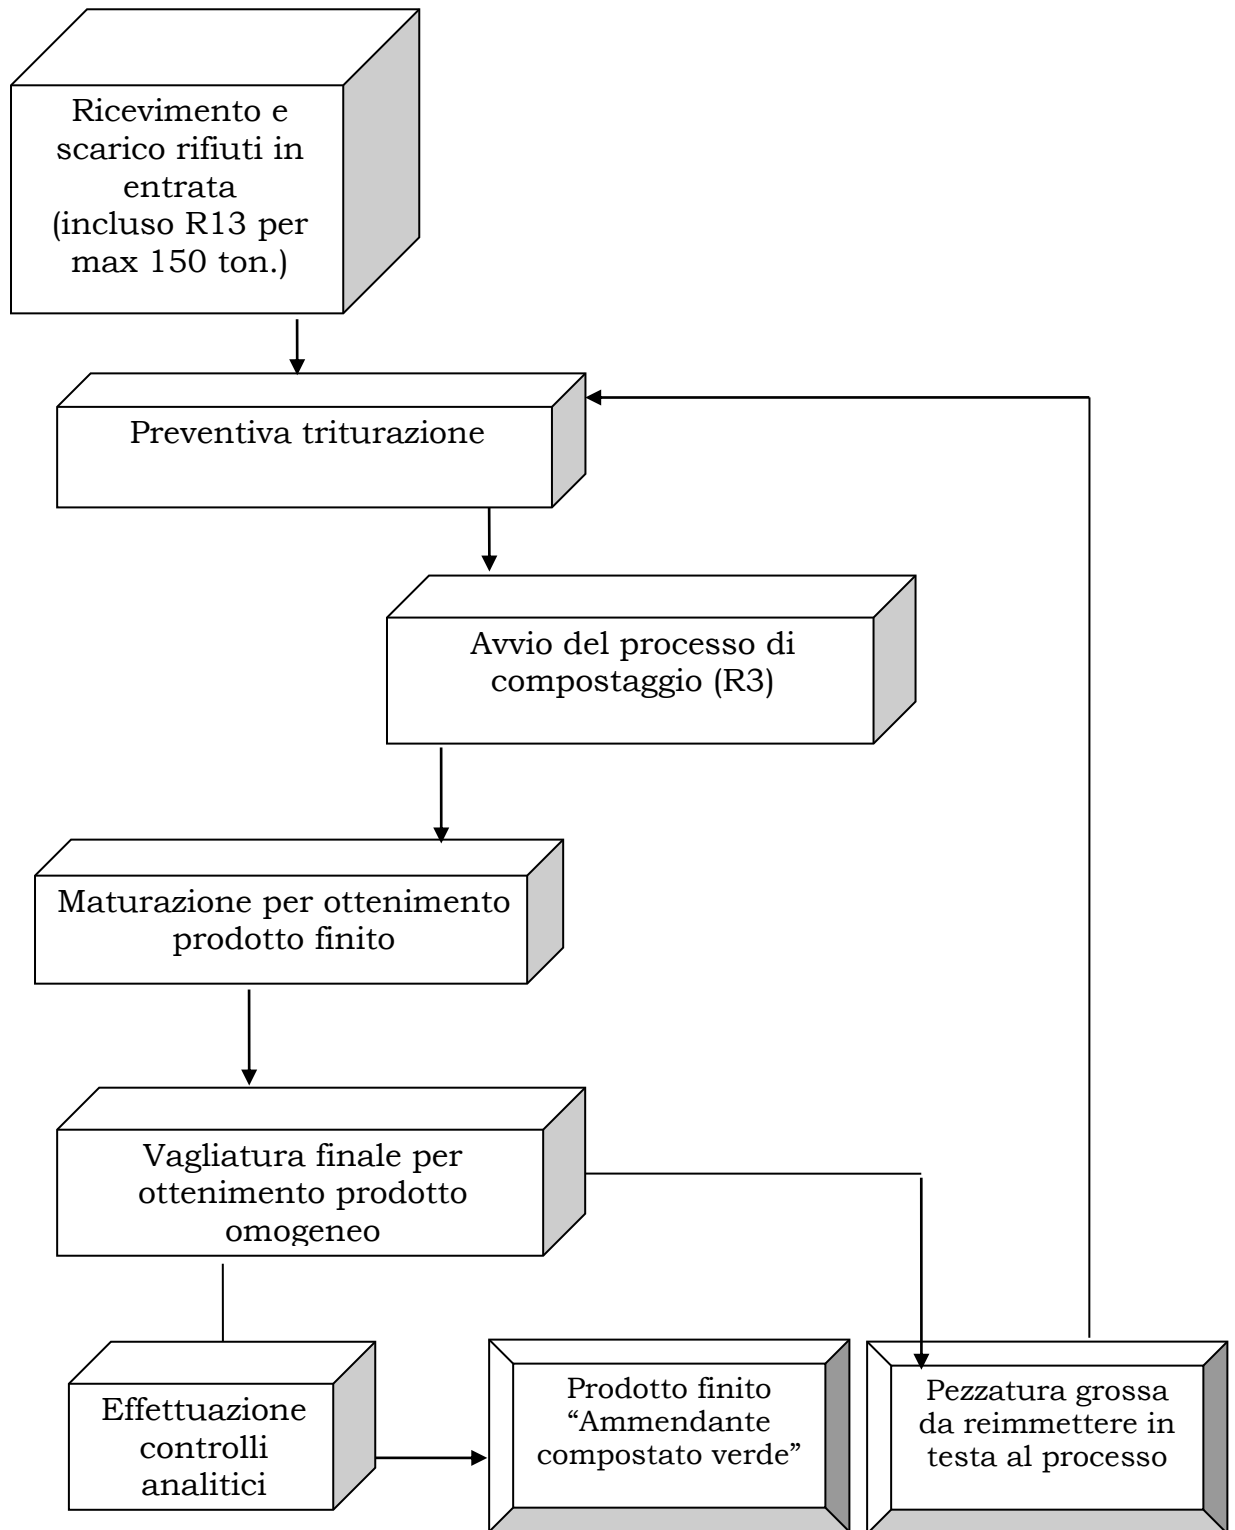 Ricevimento e
scarico rifiuti in
entrata
(incluso R13 per
max 150 ton.)
Preventiva triturazione
Avvio del processo di
compostaggio (R3)
Maturazione per ottenimento
prodotto finito
Vagliatura finale per
ottenimento prodotto
omogeneo
Effettuazione
controlli
analitici
Prodotto finito
“Ammendante
compostato verde”
Pezzatura grossa
da reimmettere in
testa al processo